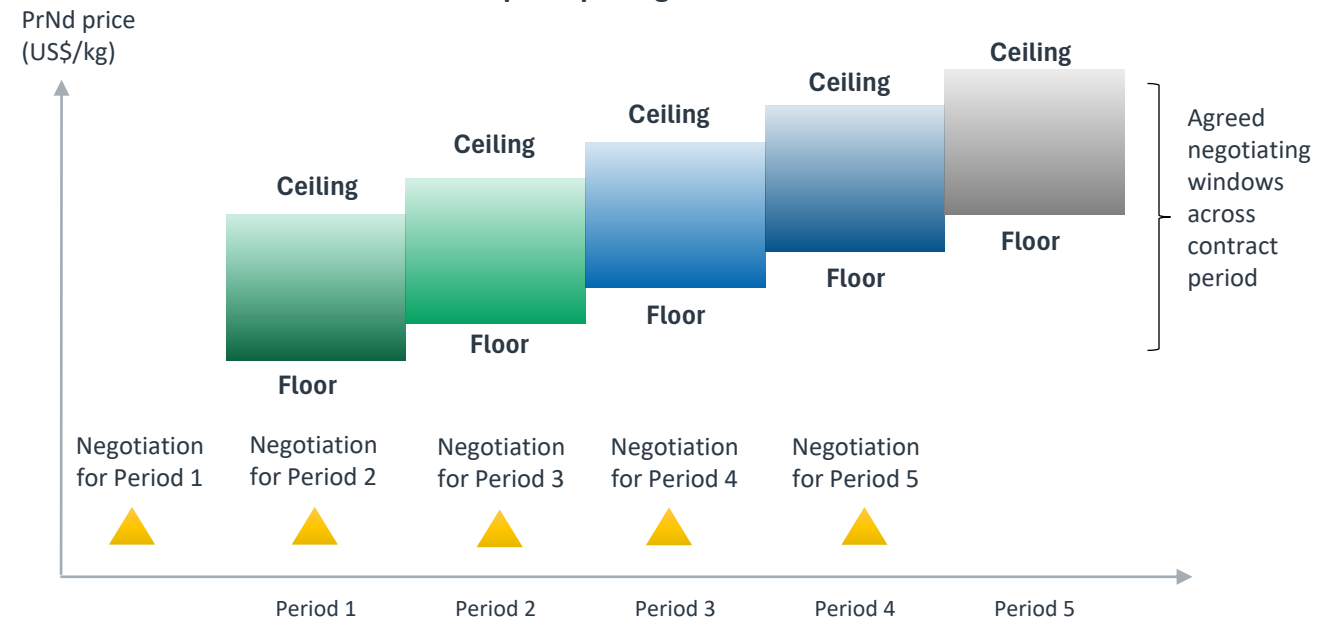 PrNd price
(US$/kg)
Ceiling
Ceiling
Ceiling
Ceiling
Ceiling
Floor
Floor
Floor
Floor
Floor
Agreed
negotiating
windows
across
contract
period
Negotiation
for Period 1
Negotiation
for Period 2
Negotiation
for Period 3
Negotiation
for Period 4
Negotiation
for Period 5
Period 1
Period 2
Period 3
Period 4
Period 5